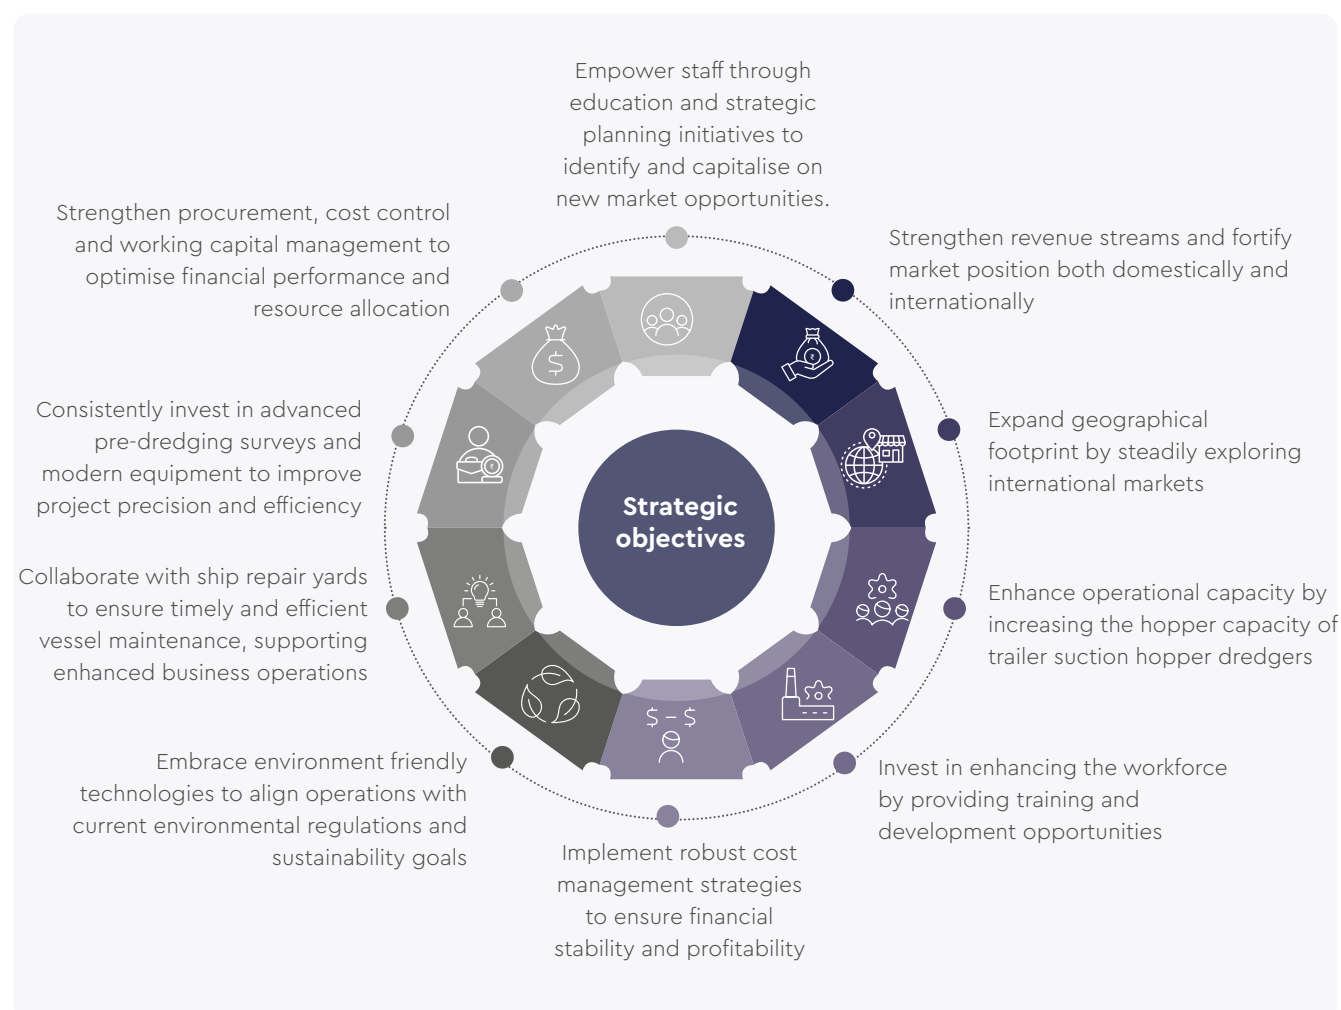 Empower staff through
education and strategic
planning initiatives to
identify and capitalise on
new market opportunities.
Strengthen revenue streams and fortify
market position both domestically and
internationally
Expand geographical
footprint by steadily exploring
international markets
Enhance operational capacity by
increasing the hopper capacity of
trailer suction hopper dredgers
Invest in enhancing the workforce
by providing training and
development opportunities
Implement robust cost
management strategies
to ensure financial
stability and profitability
Embrace environment friendly
technologies to align operations with
current environmental regulations and
sustainability goals
Collaborate with ship repair yards
to ensure timely and efficient
vessel maintenance, supporting
enhanced business operations
Consistently invest in advanced
pre-dredging surveys and
modern equipment to improve
project precision and efficiency
Strengthen procurement, cost control
and working capital management to
optimise financial performance and
resource allocation
Strategic
objectives
$
$ – $
₹
₹